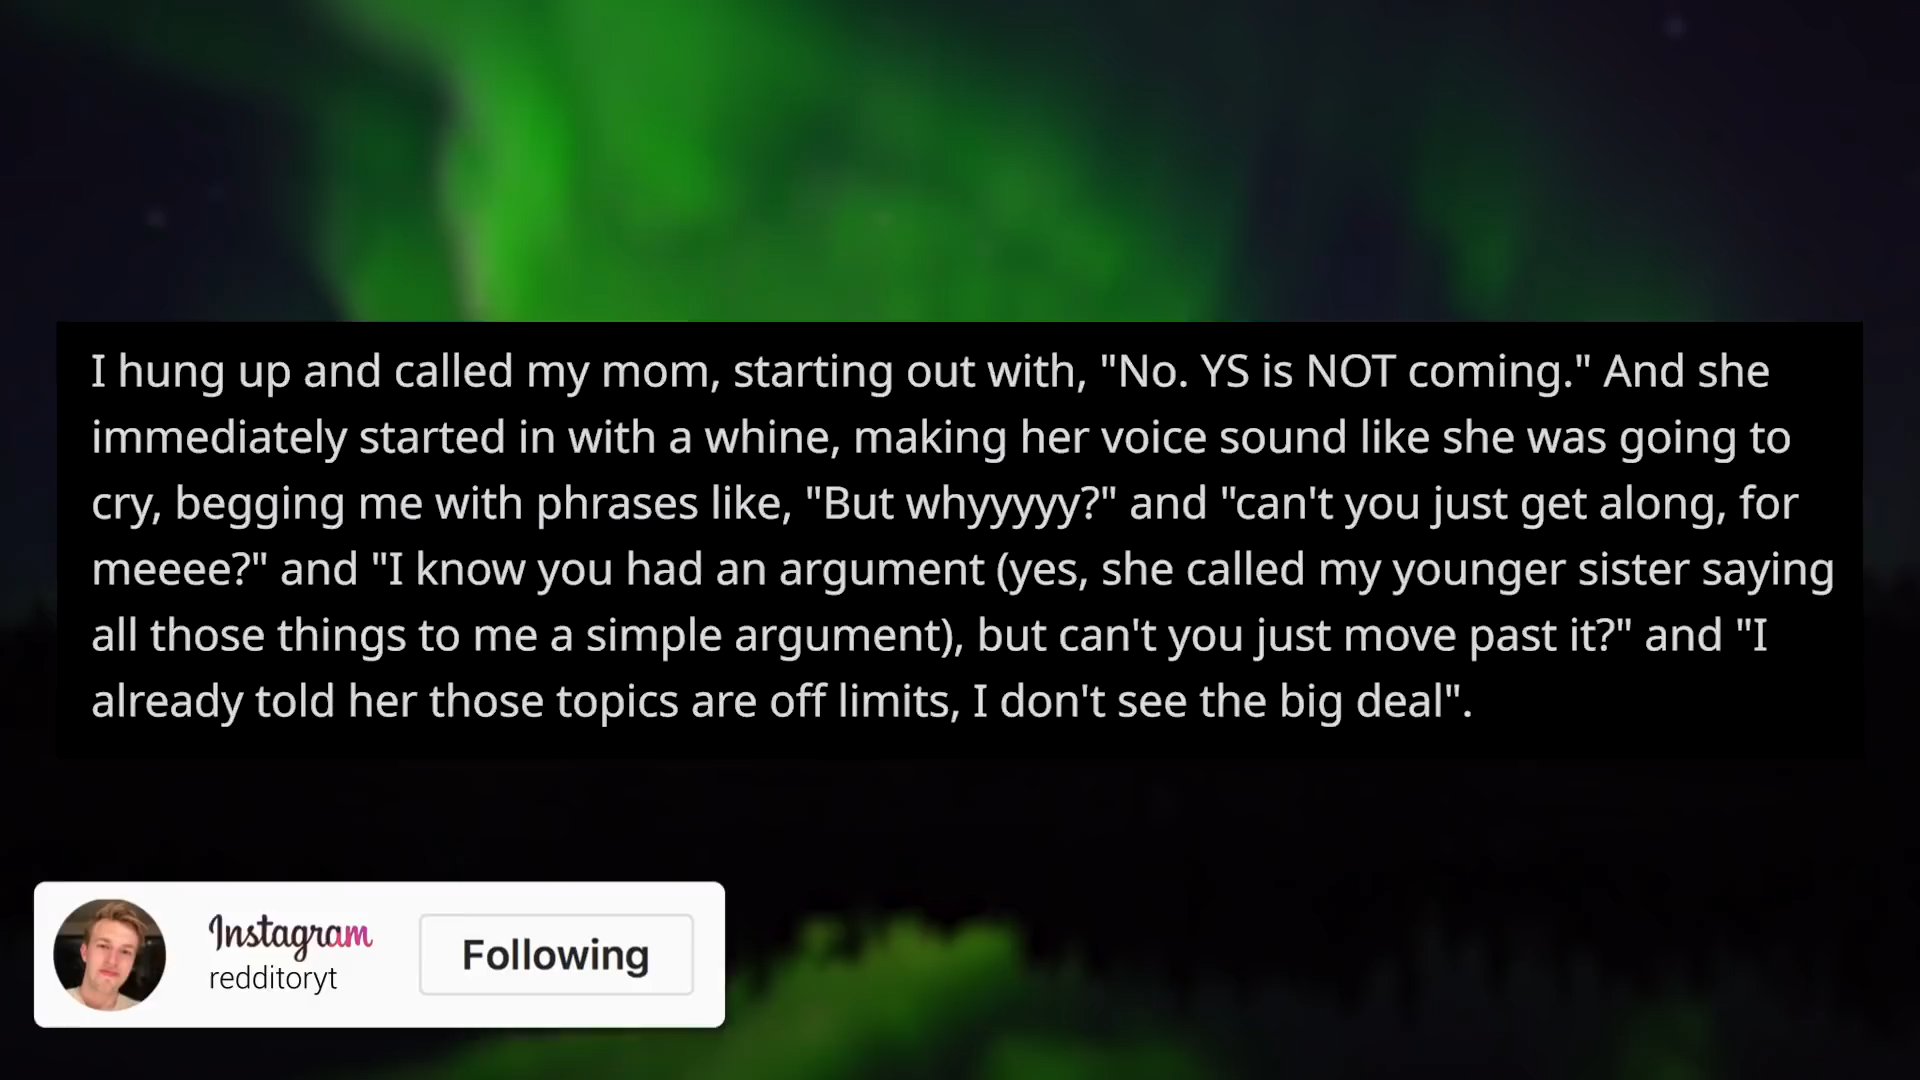 I hung up and called my mom, starting out with, "No. YS is NOT coming." And she
immediately started in with a whine, making her voice sound like she was going to
cry, begging me with phrases like, "But whyyyyy?" and "can't you just get along, for
meeee?" and "I know you had an argument (yes, she called my younger sister saying
all those things to me a simple argument), but can't you just move past it?" and "I
already told her those topics are off limits, I don't see the big deal".
Instagram
redditoryt
Following